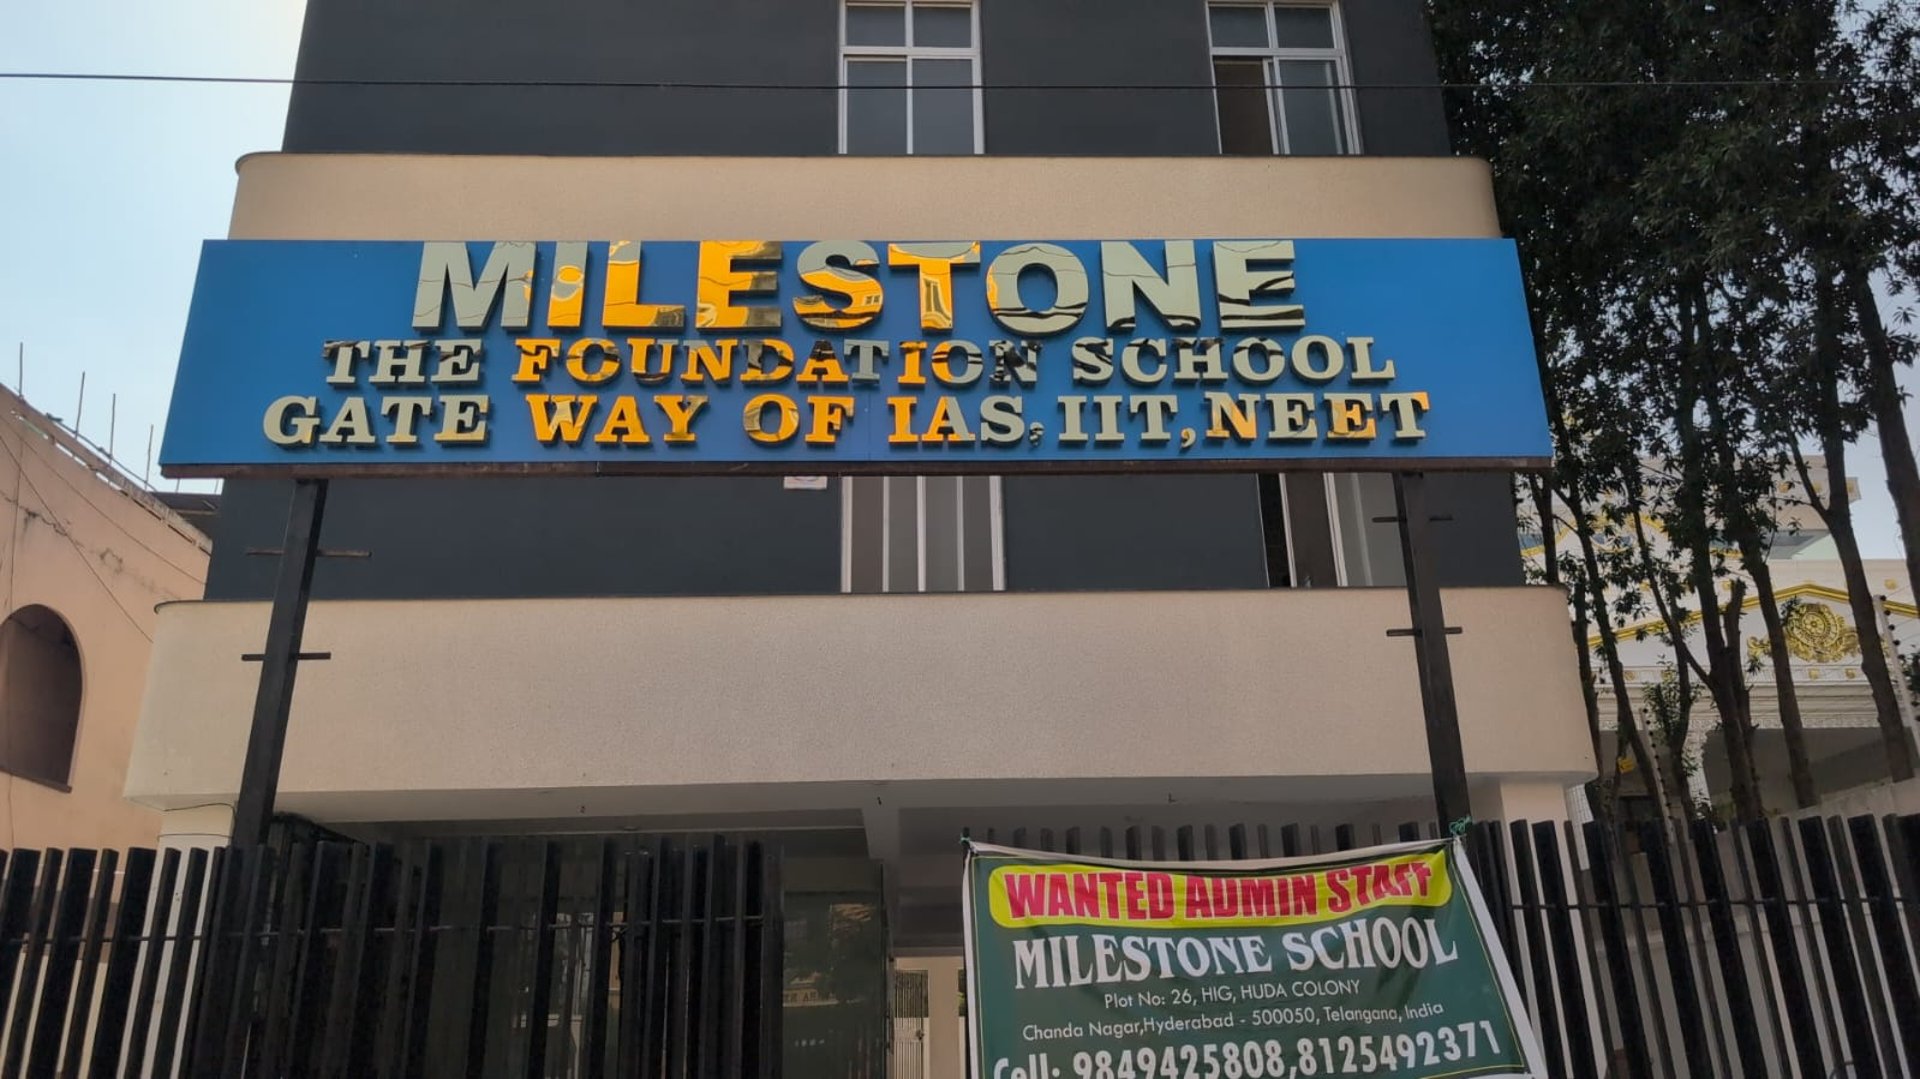 MILESTONE
THE FOUNDATION SCHOOL
GATE WAY OF IAS, IIT, NEET
WANTED ADMIN STAFF
MILESTONE SCHOOL
Plot No: 26, HIG, HUDA COLONY
Chanda Nagar,Hyderabad - 500050, Telangana, India
Cell: 9849425808,8125492371